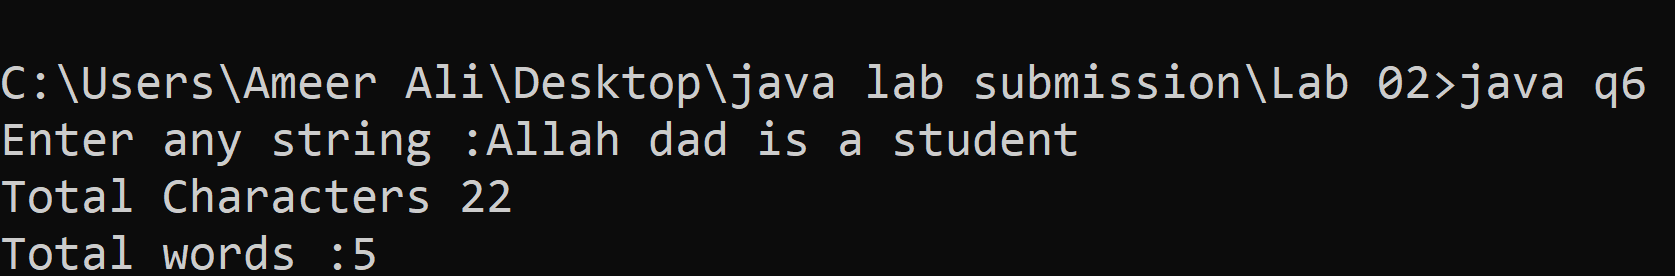 C:\Users\Ameer Ali\Desktop\java lab submission\Lab 02>java q6
Enter any string :Allah dad is a student
Total Characters 22
Total words :5